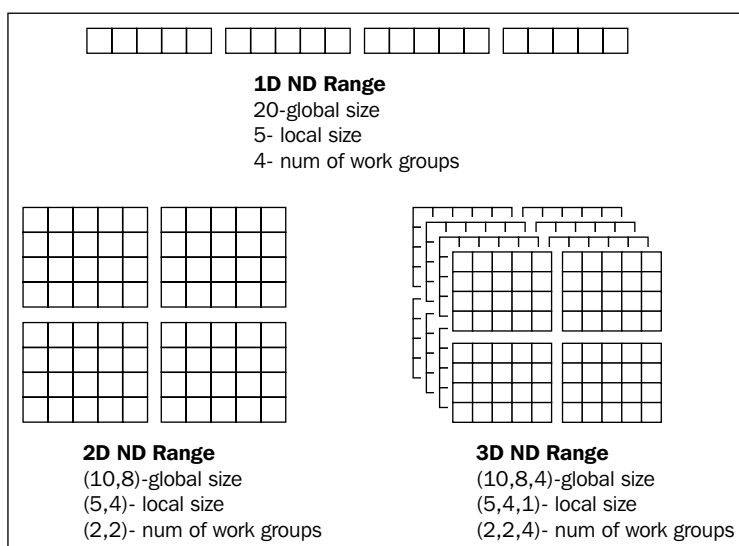 1D ND Range
20-global size
5- local size
4- num of work groups
2D ND Range
(10,8)-global size
(5,4)- local size
(2,2)- num of work groups
3D ND Range
(10,8,4)-global size
(5,4,1)- local size
(2,2,4)- num of work groups